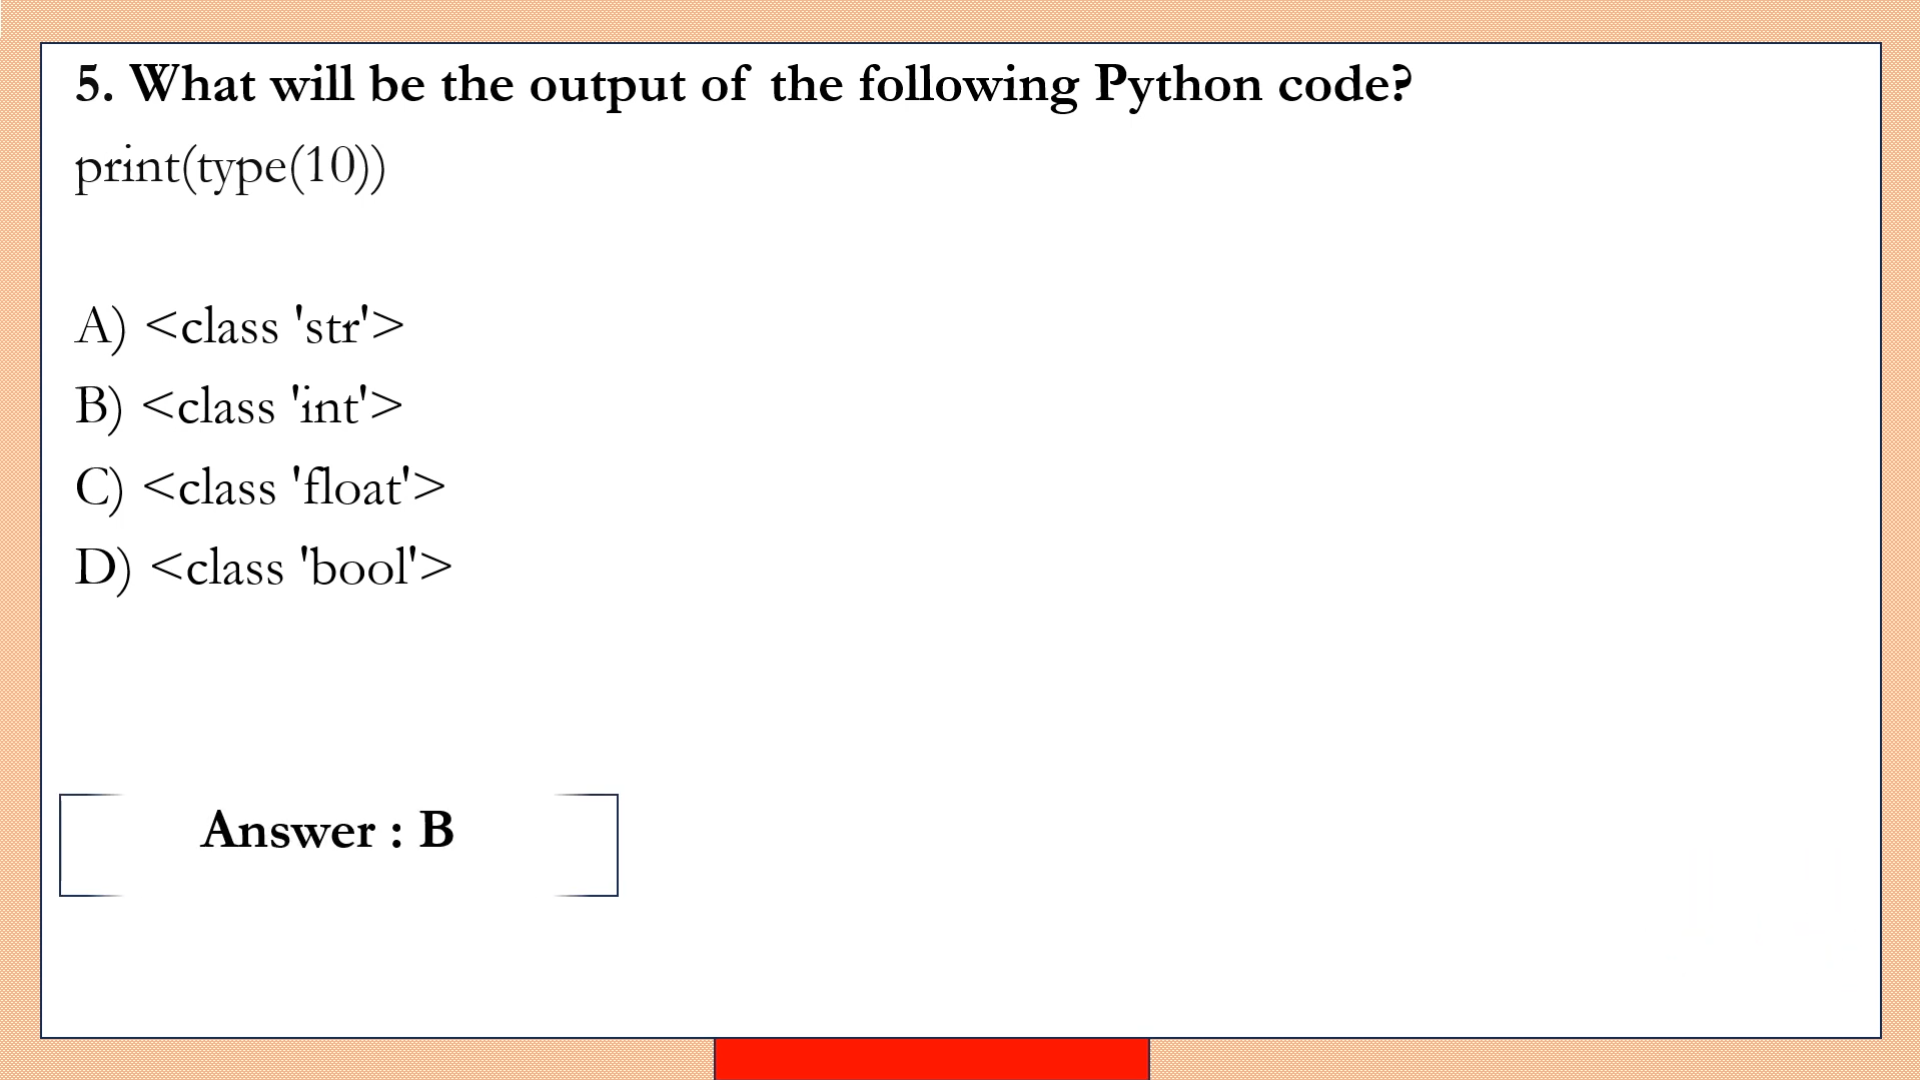 5. What will be the output of the following Python code?
print(type(10))
A) <class 'str'>
B) <class 'int'>
C) <class 'float'>
D) <class 'bool'>
Answer : B